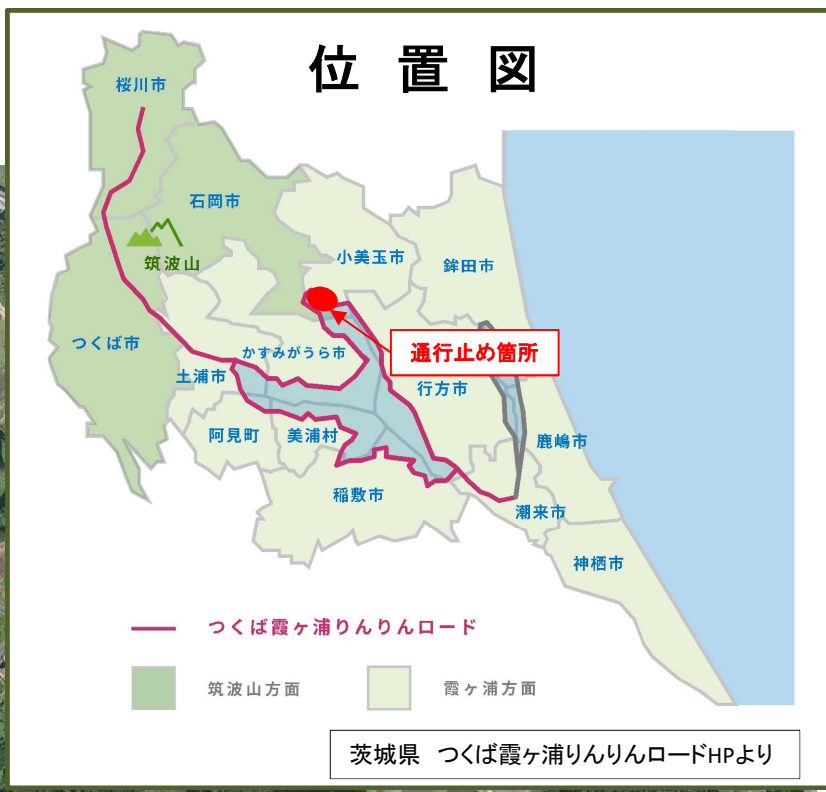 位置図
桜川市
石岡市
筑波山
小美玉市
鉾田市
つくば市
通行止め箇所
かすみがうら市
土浦市
行方市
阿見町
美浦村
鹿嶋市
稲敷市
潮来市
神栖市
つくば霞ヶ浦りんりんロード
筑波山方面
霞ヶ浦方面
茨城県 つくば霞ヶ浦りんりんロードHPより